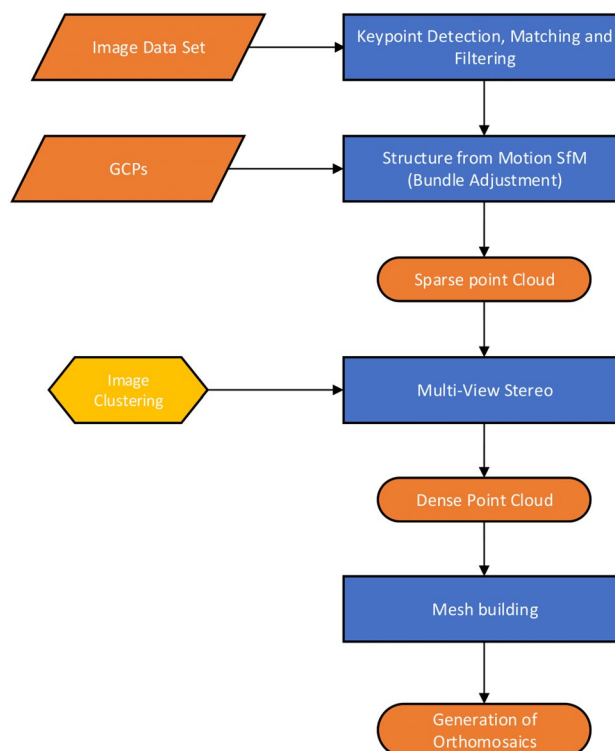 Image Data Set
Keypoint Detection, Matching and
Filtering
GCPs
Structure from Motion SfM
(Bundle Adjustment)
Sparse point Cloud
Image
Clustering
Multi-View Stereo
Dense Point Cloud
Mesh building
Generation of
Orthomosaics